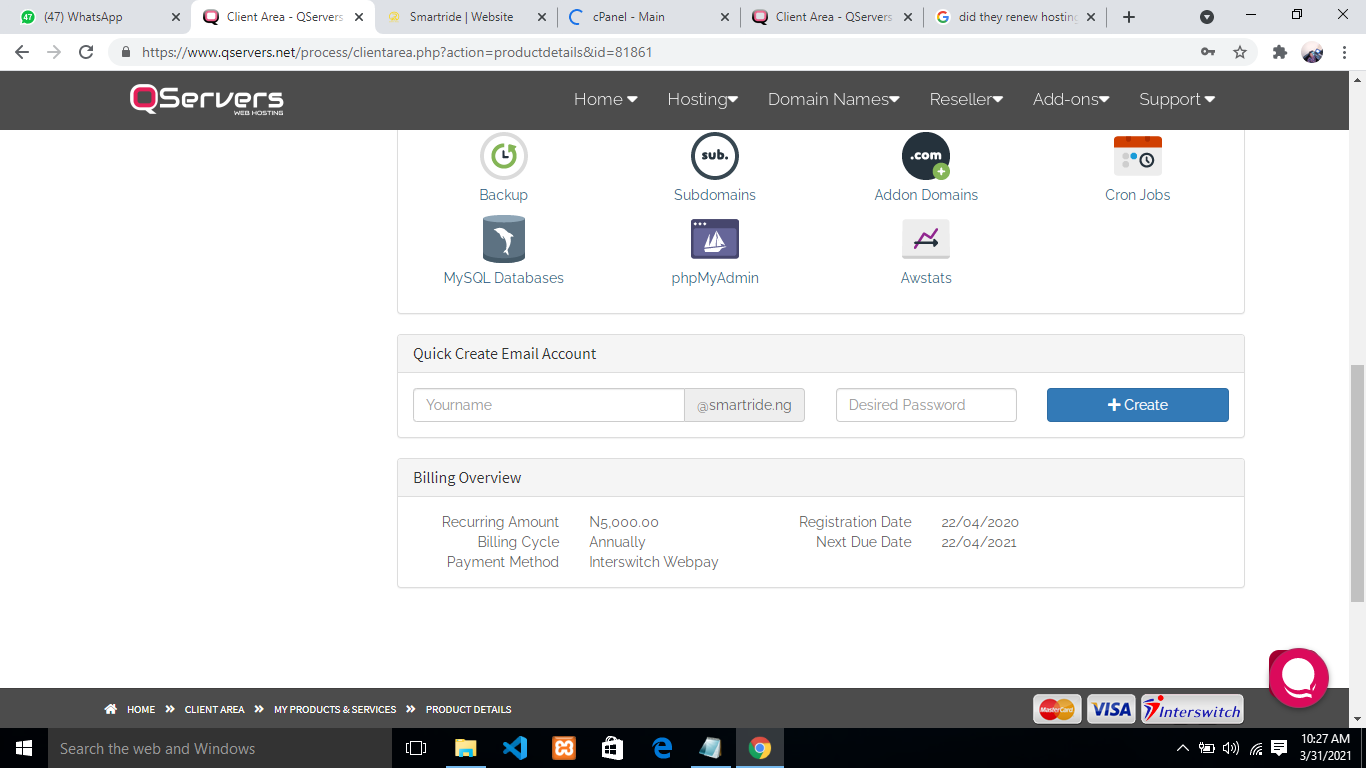 (47) WhatsApp
Client Area - QServers
Smartride | Website
cPanel - Main
Client Area - QServers
did they renew hosting
https://www.qservers.net/process/clientarea.php?action=productdetails&id=81861
QServers
WEB HOSTING
Home
Hosting
Domain Names
Reseller
Add-ons
Support
sub.
.com
Backup
Subdomains
Addon Domains
Cron Jobs
MySQL Databases
phpMyAdmin
Awstats
Quick Create Email Account
Yourname
@smartride.ng
Desired Password
Create
Billing Overview
Recurring Amount N5,000.00 Registration Date 22/04/2020
Billing Cycle Annually Next Due Date 22/04/2021
Payment Method Interswitch Webpay
HOME CLIENT AREA MY PRODUCTS & SERVICES PRODUCT DETAILS
MasterCard
VISA
Interswitch
Search the web and Windows
10:27 AM
3/31/2021